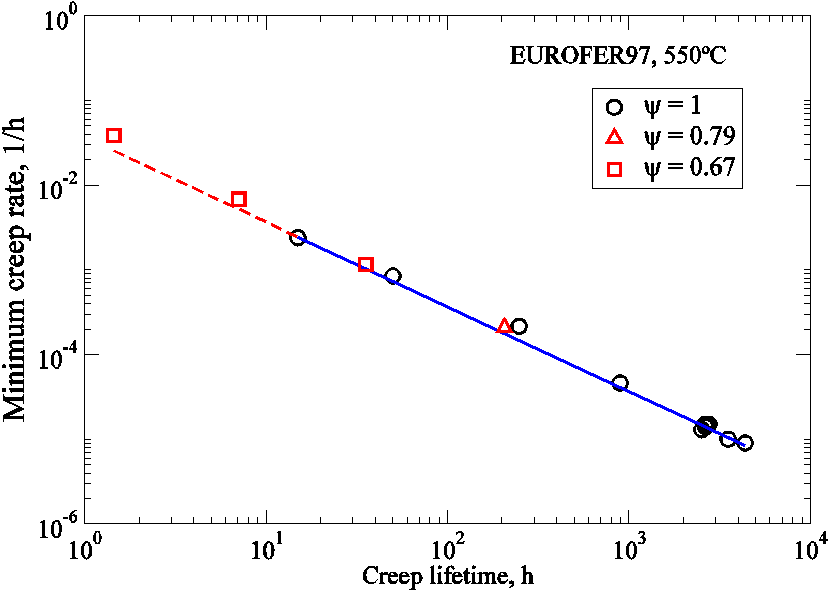 EUROFER97, 550ºC
ψ = 1
ψ = 0.79
ψ = 0.67
Minimum creep rate, 1/h
10^0
10^-2
10^-4
10^-6
10^0 10^1 10^2 10^3 10^4
Creep lifetime, h